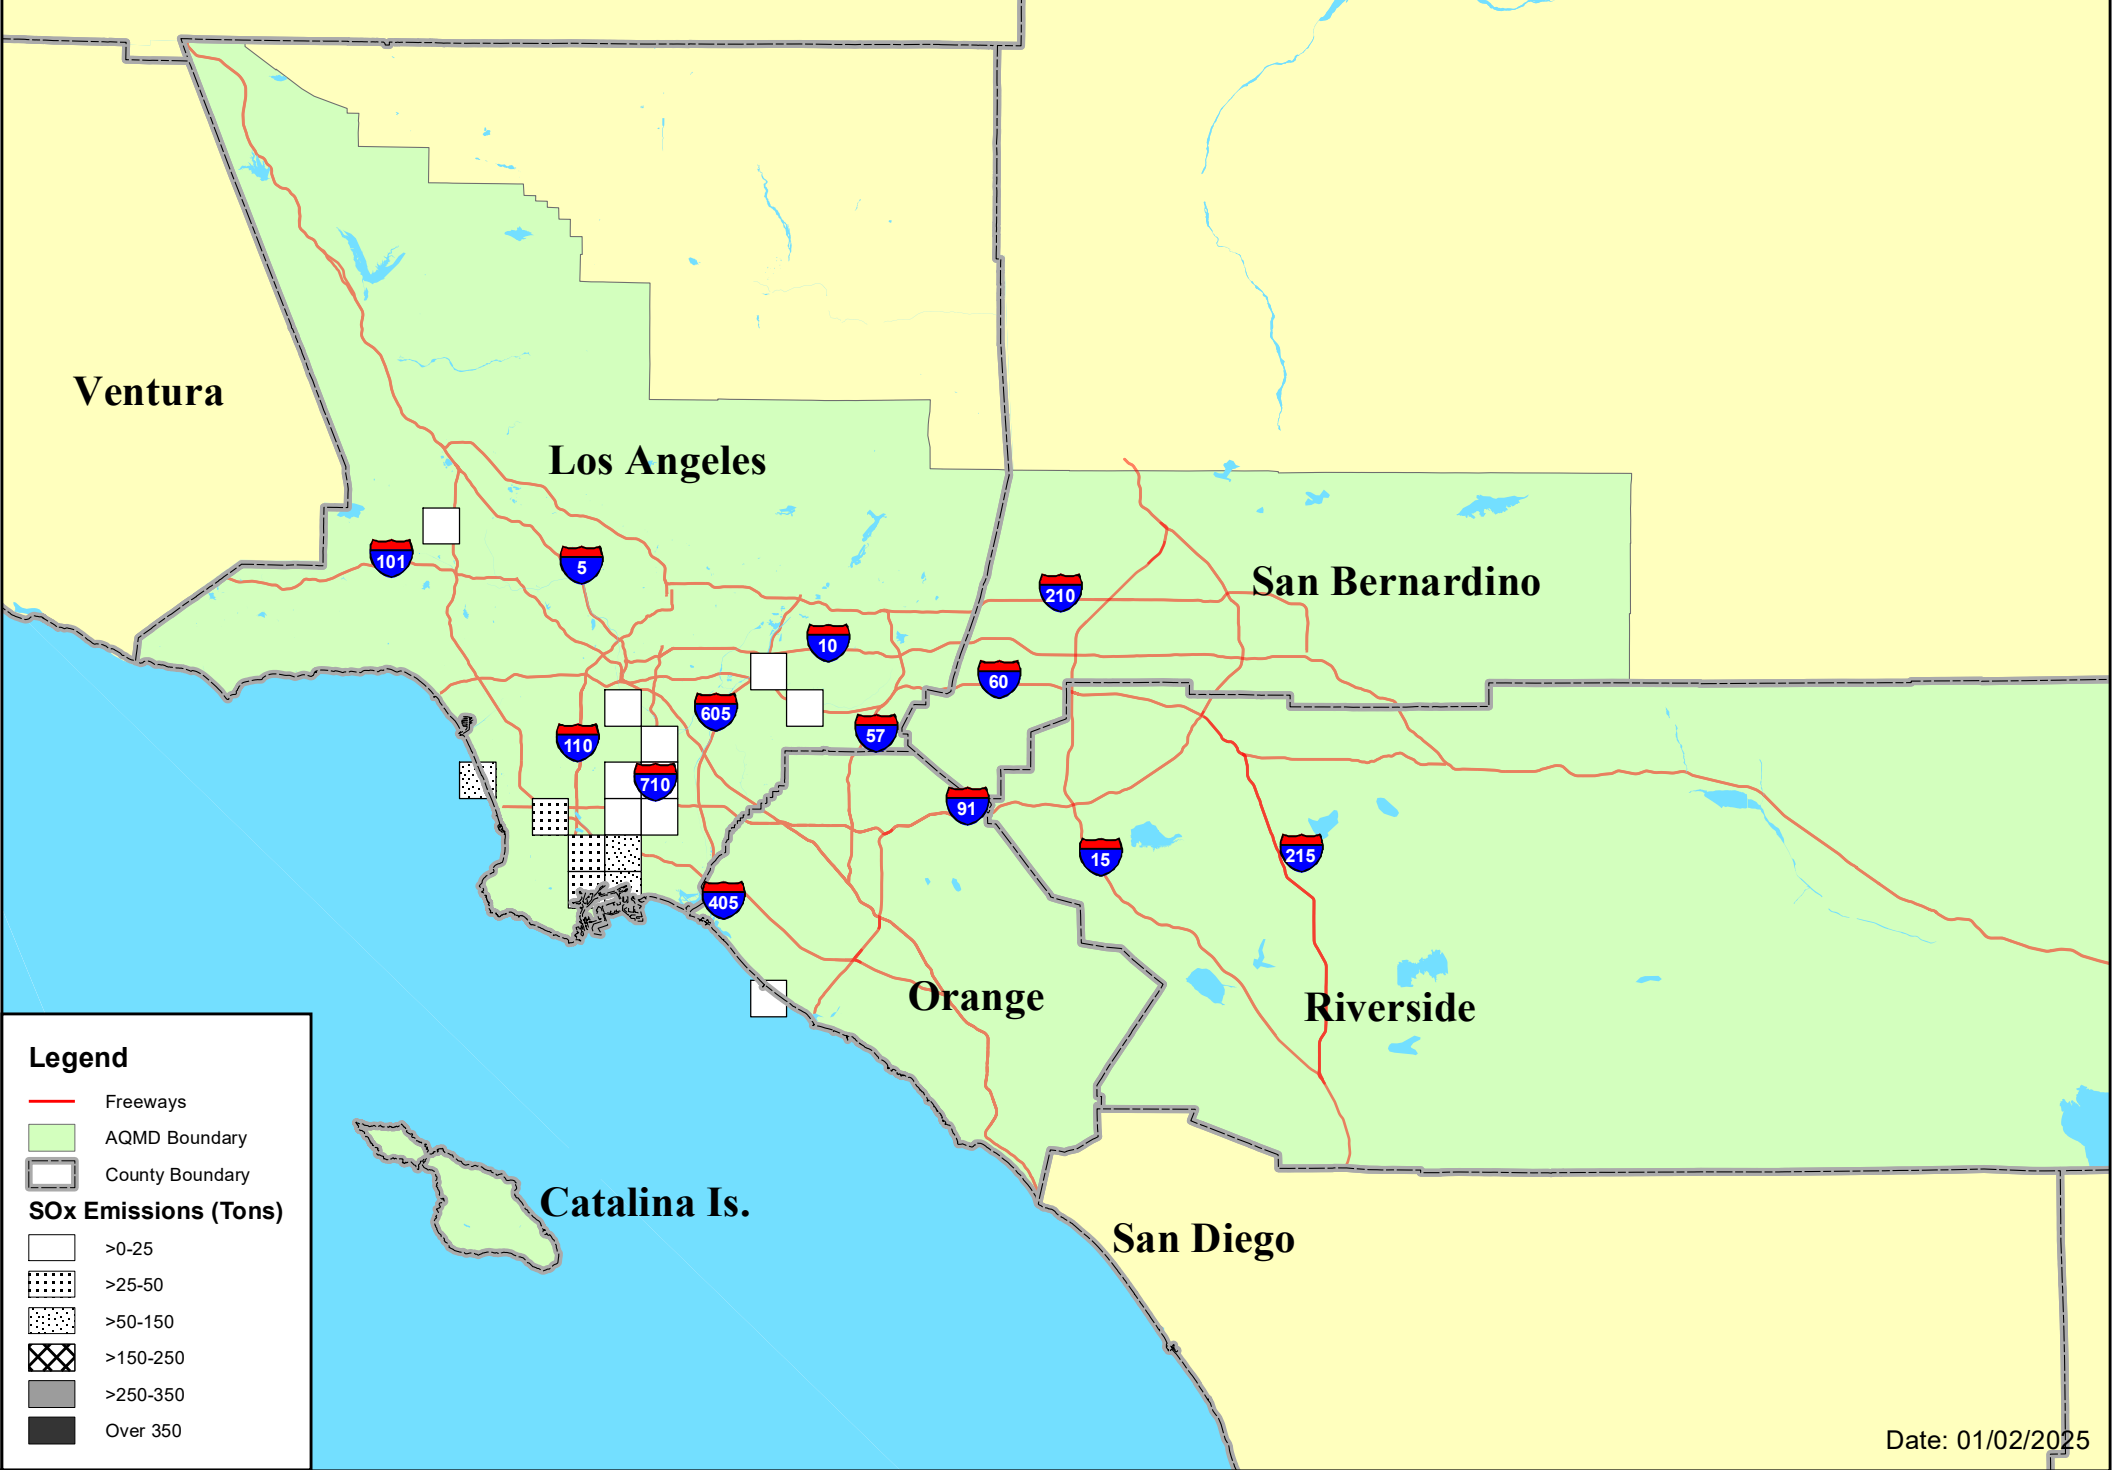 Ventura
Los Angeles
101
5
210
San Bernardino
10
60
605
57
110
710
91
15
215
405
Orange
Riverside
Catalina Is.
San Diego
Legend
Freeways
AQMD Boundary
County Boundary
SOx Emissions (Tons)
>0-25
>25-50
>50-150
>150-250
>250-350
Over 350
Date: 01/02/2025